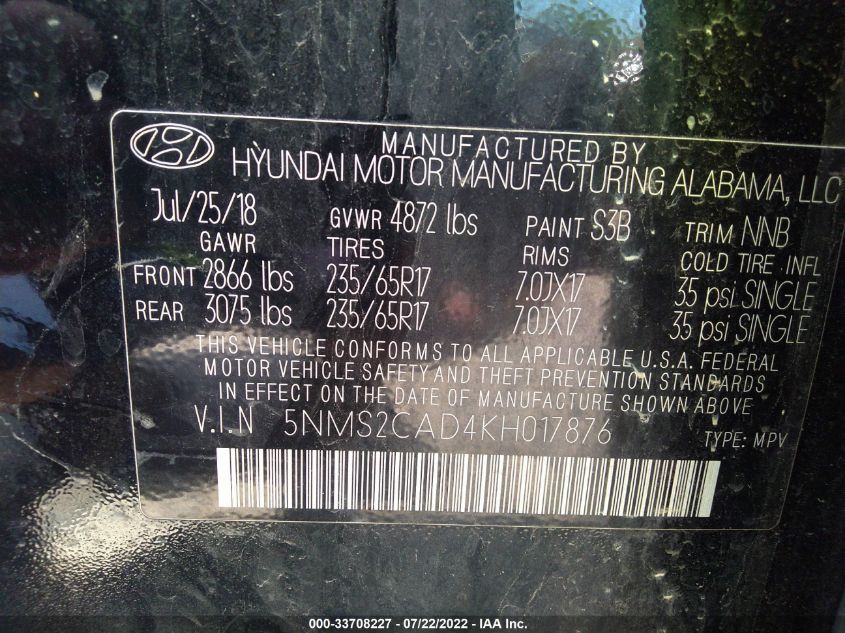 MANUFACTURED BY
HYUNDAI MOTOR MANUFACTURING ALABAMA, LLC
Jul/25/18 GVWR 4872 lbs PAINT S3B TRIM NNB
GAWR TIRES RIMS COLD TIRE INFL
FRONT 2866 lbs 235/65R17 7.0JX17 35 psi SINGLE
REAR 3075 lbs 235/65R17 7.0JX17 35 psi SINGLE
THIS VEHICLE CONFORMS TO ALL APPLICABLE U.S.A. FEDERAL
MOTOR VEHICLE SAFETY AND THEFT PREVENTION STANDARDS
IN EFFECT ON THE DATE OF MANUFACTURE SHOWN ABOVE
V.I.N 5NMS2CAD4KH017876 TYPE: MPV
000-33708227 - 07/22/2022 - IAA Inc.